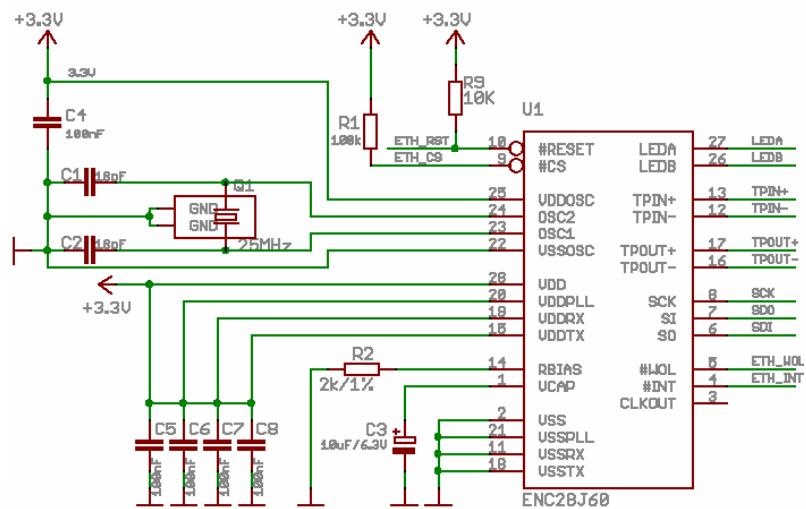 +3.3V
+3.3V
+3.3V
3.3V
C4
100nF
R1
100k
R9
10K
U1
ETH_RST
ETH_CS
C1
18pF
Q1
GND
GND
25MHz
C2
18pF
+3.3V
10 #RESET LEDA 27 LEDA
9 #CS LEDB 26 LEDB
25 VDDOSC TPIN+ 13 TPIN+
24 OSC2 TPIN- 12 TPIN-
23 OSC1
22 VSSOSC TPOUT+ 17 TPOUT+
TPOUT- 16 TPOUT-
28 VDD
20 VDDPLL SCK 8 SCK
19 VDDRX SI 7 SDO
15 VDDTX SO 6 SDI
R2
2k/1%
14 RBIAS #WOL 5 ETH_WOL
1 VCAP #INT 4 ETH_INT
CLKOUT 3
2 VSS
21 VSSPLL
11 VSSRX
18 VSSTX
C3
+
10uF/6.3V
C5 C6 C7 C8
100nF 100nF 100nF 100nF
ENC28J60